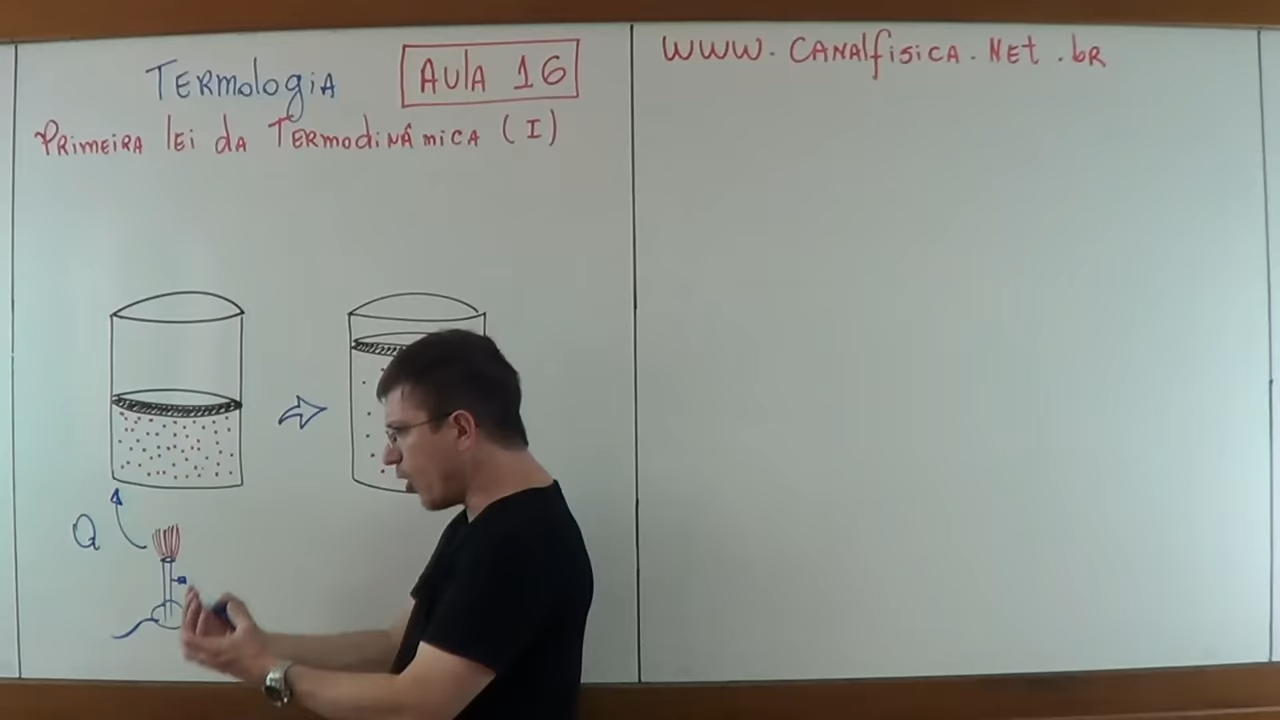 Termologia
Aula 16
Primeira lei da Termodinâmica (I)
Q
www.canalfisica.net.br